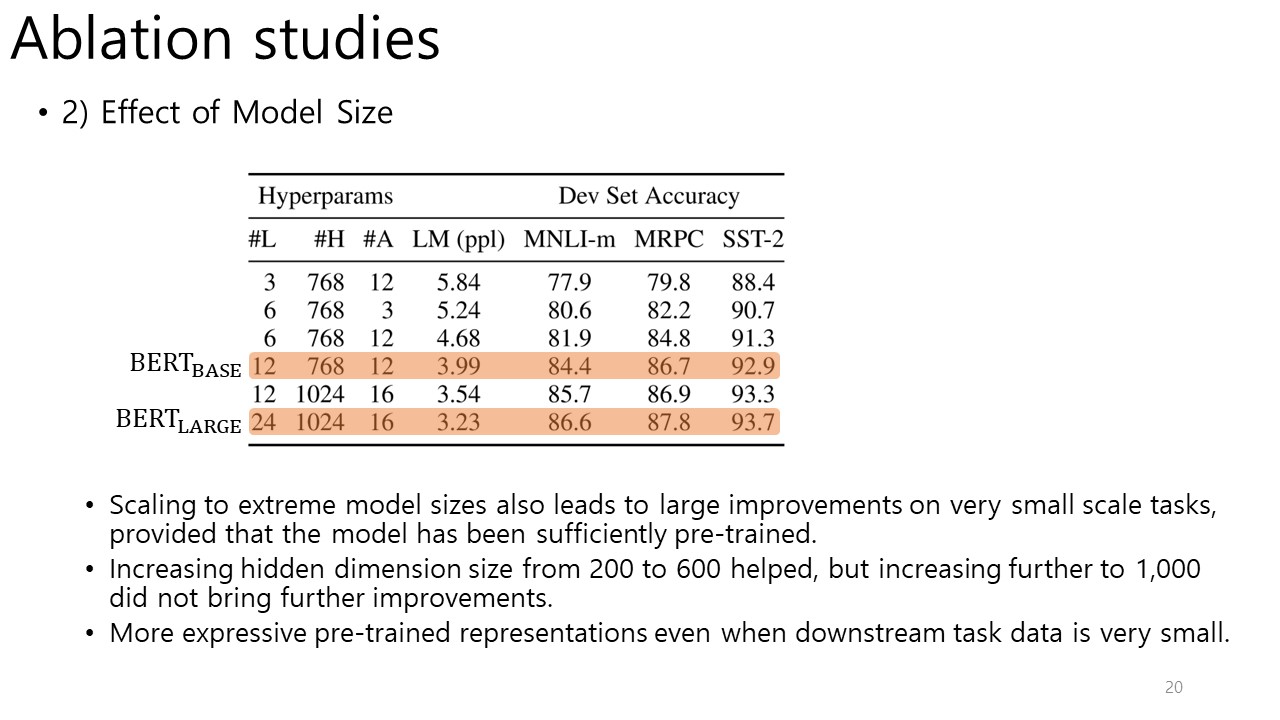 Ablation studies
• 2) Effect of Model Size
Hyperparams Dev Set Accuracy
#L #H #A LM (ppl) MNLI-m MRPC SST-2
3 768 12 5.84 77.9 79.8 88.4
6 768 3 5.24 80.6 82.2 90.7
6 768 12 4.68 81.9 84.8 91.3
BERT_BASE 12 768 12 3.99 84.4 86.7 92.9
12 1024 16 3.54 85.7 86.9 93.3
BERT_LARGE 24 1024 16 3.23 86.6 87.8 93.7
• Scaling to extreme model sizes also leads to large improvements on very small scale tasks,
provided that the model has been sufficiently pre-trained.
• Increasing hidden dimension size from 200 to 600 helped, but increasing further to 1,000
did not bring further improvements.
• More expressive pre-trained representations even when downstream task data is very small.
20